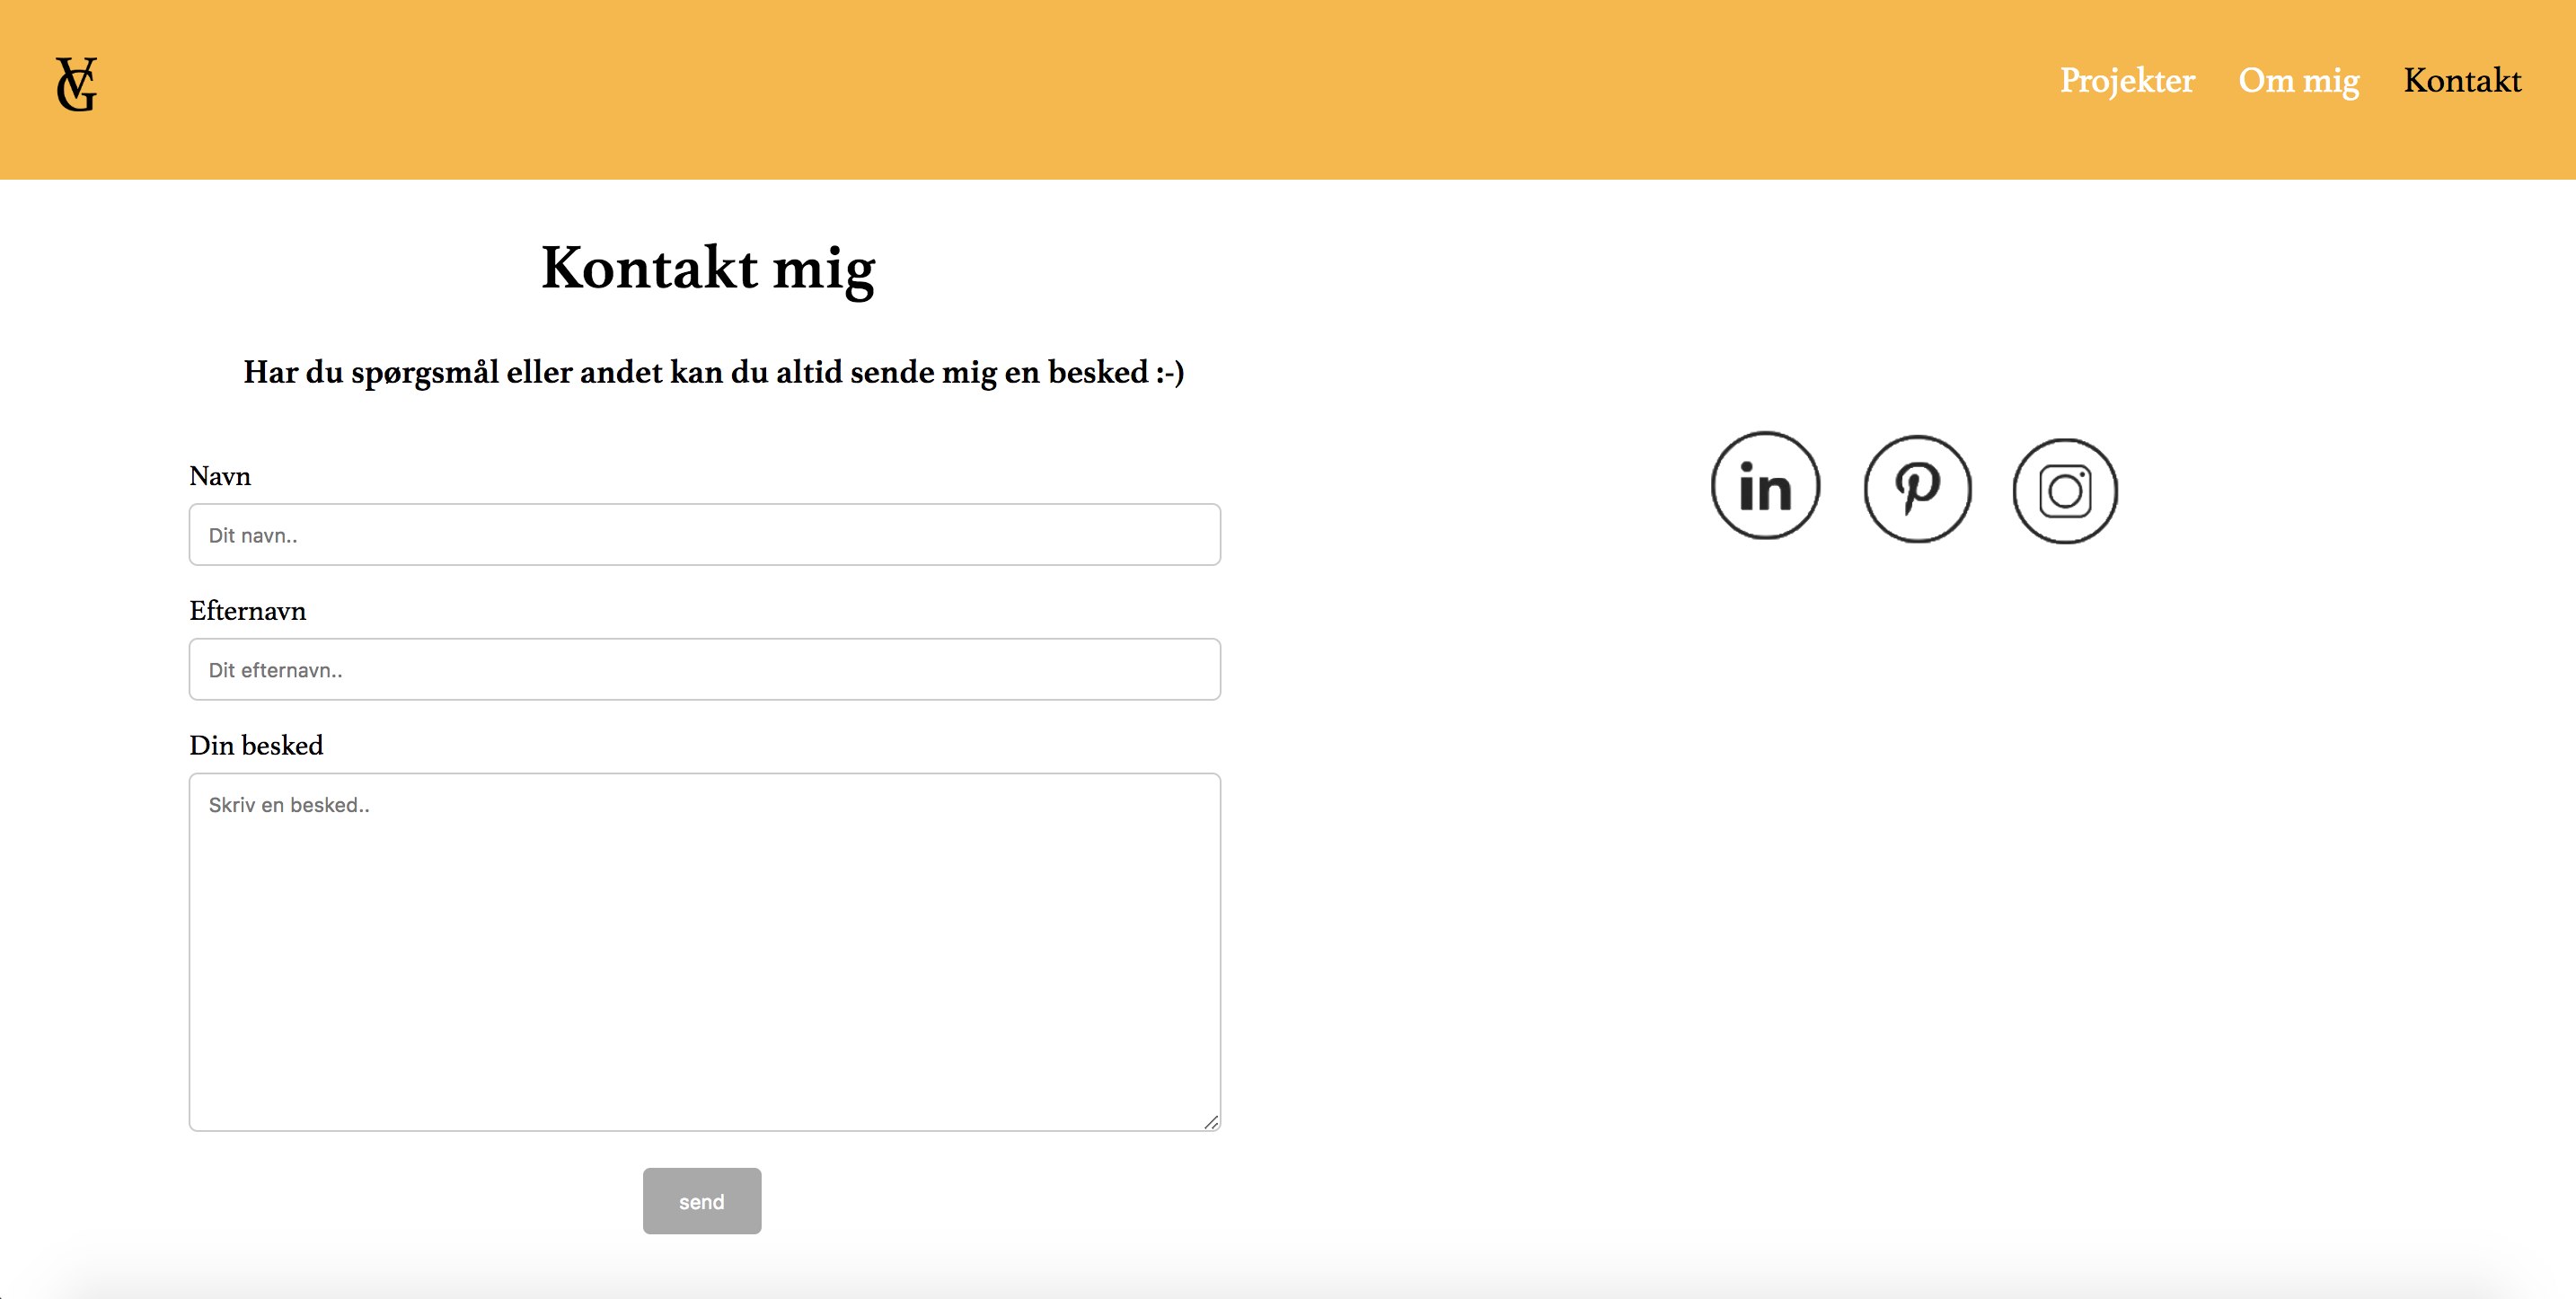 VG
Projekter Om mig Kontakt
Kontakt mig
Har du spørgsmål eller andet kan du altid sende mig en besked :-)
in
Navn
Dit navn..
Efternavn
Dit efternavn..
Din besked
Skriv en besked..
send